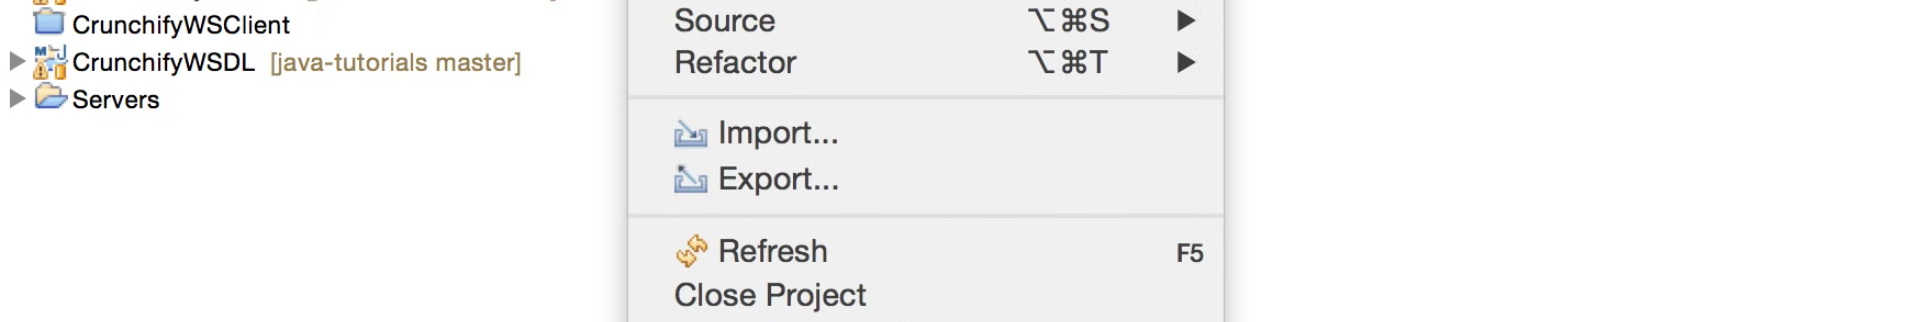 CrunchifyWSClient
CrunchifyWSDL [java-tutorials master]
Servers
Source ⌥⌘S ▶
Refactor ⌥⌘T ▶
Import...
Export...
Refresh F5
Close Project